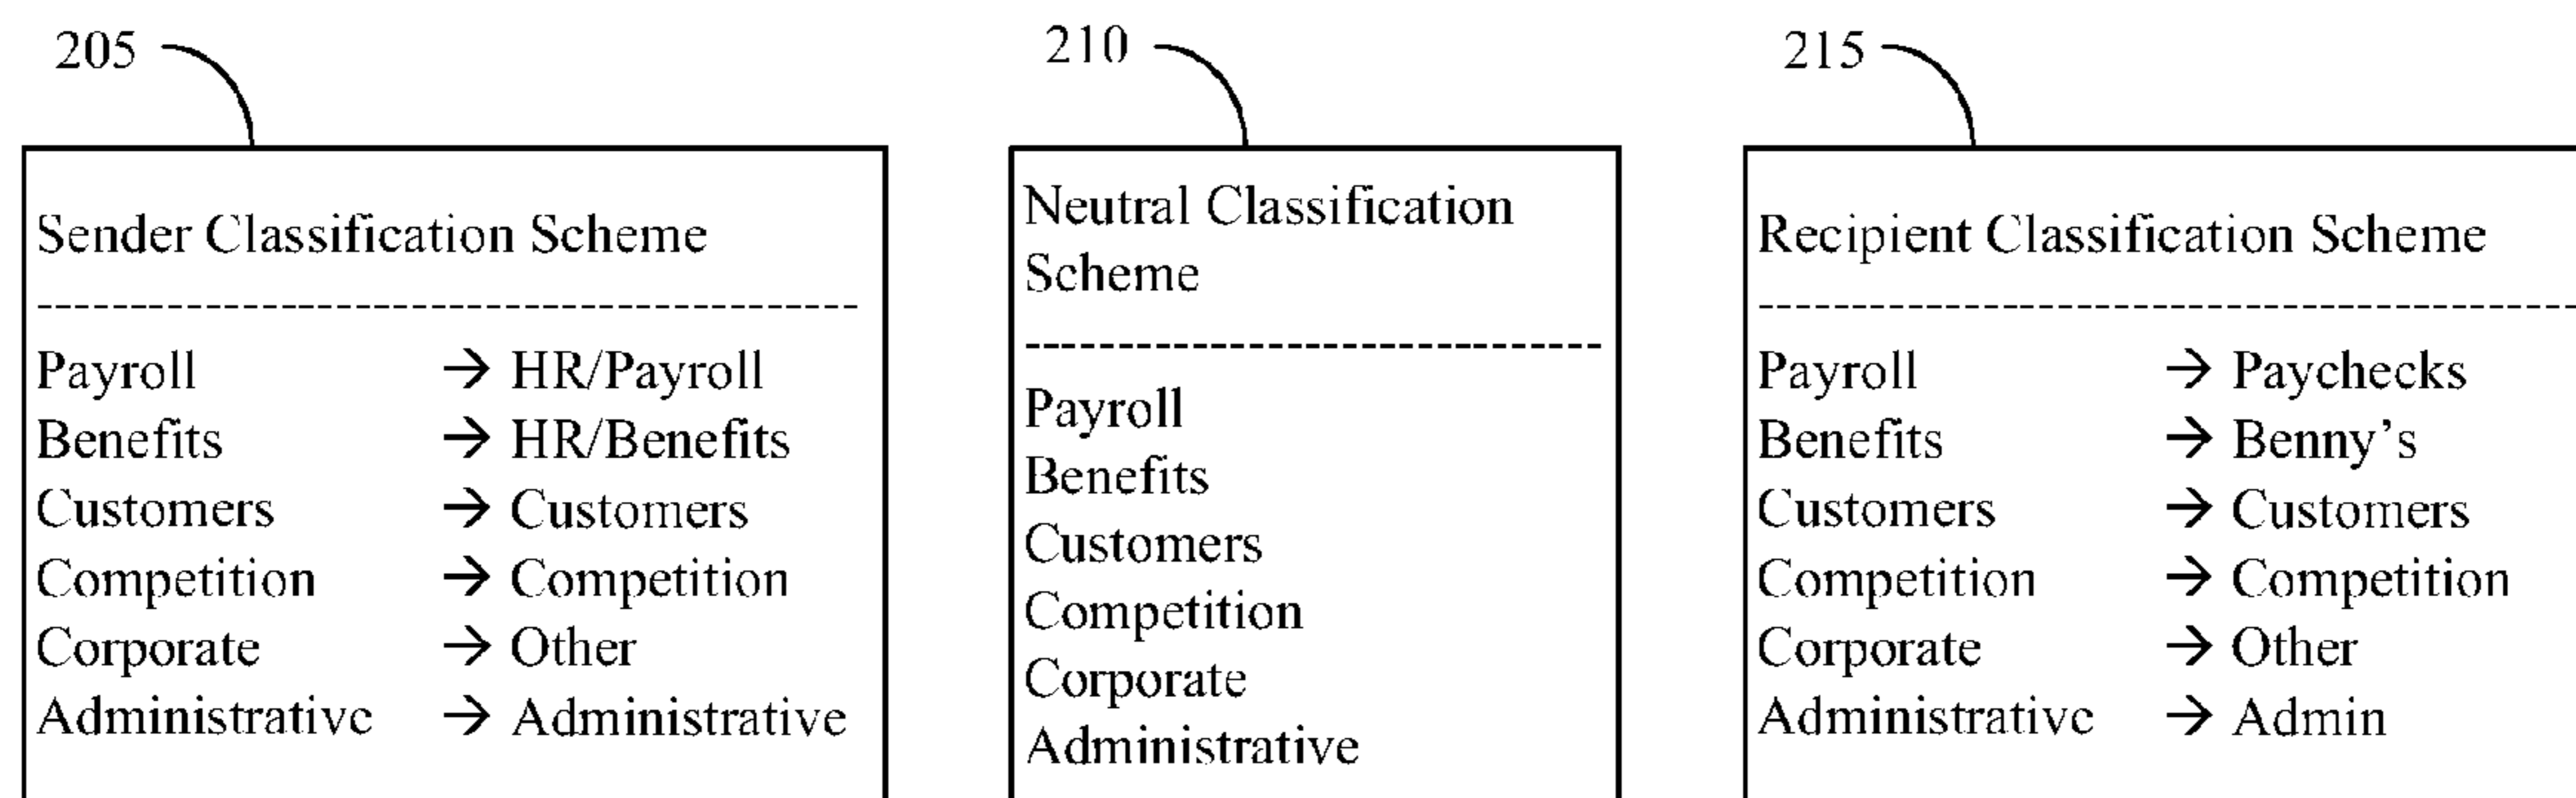 205
210
215
Sender Classification Scheme
--------------------------------------------
Payroll → HR/Payroll
Benefits → HR/Benefits
Customers → Customers
Competition → Competition
Corporate → Other
Administrative → Administrative
Neutral Classification
Scheme
--------------------------------
Payroll
Benefits
Customers
Competition
Corporate
Administrative
Recipient Classification Scheme
--------------------------------------------
Payroll → Paychecks
Benefits → Benny's
Customers → Customers
Competition → Competition
Corporate → Other
Administrative → Admin